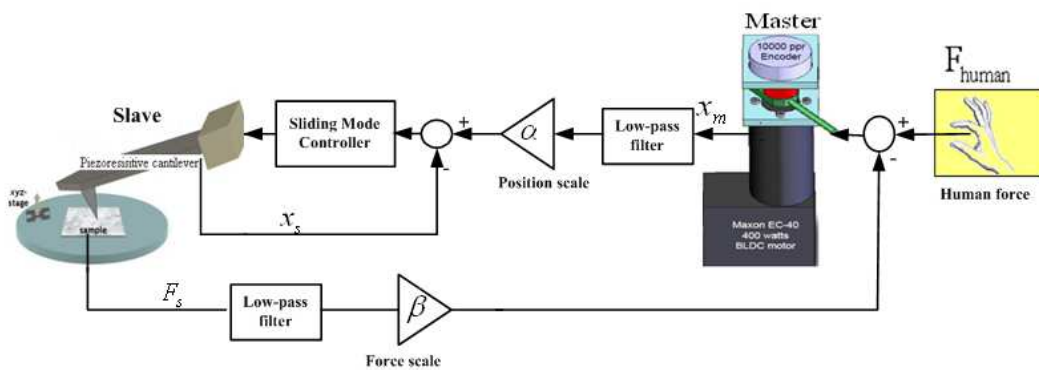 Master
10000 ppr
Encoder
F human
Slave
+
Sliding Mode
Controller
+
-
α
Low-pass
filter
x m
+
-
Piezoresistive cantilever
Position scale
Human force
xyz-
stage
sample
x s
Maxon EC-40
400 watts
BLDC motor
F s
Low-pass
filter
β
Force scale